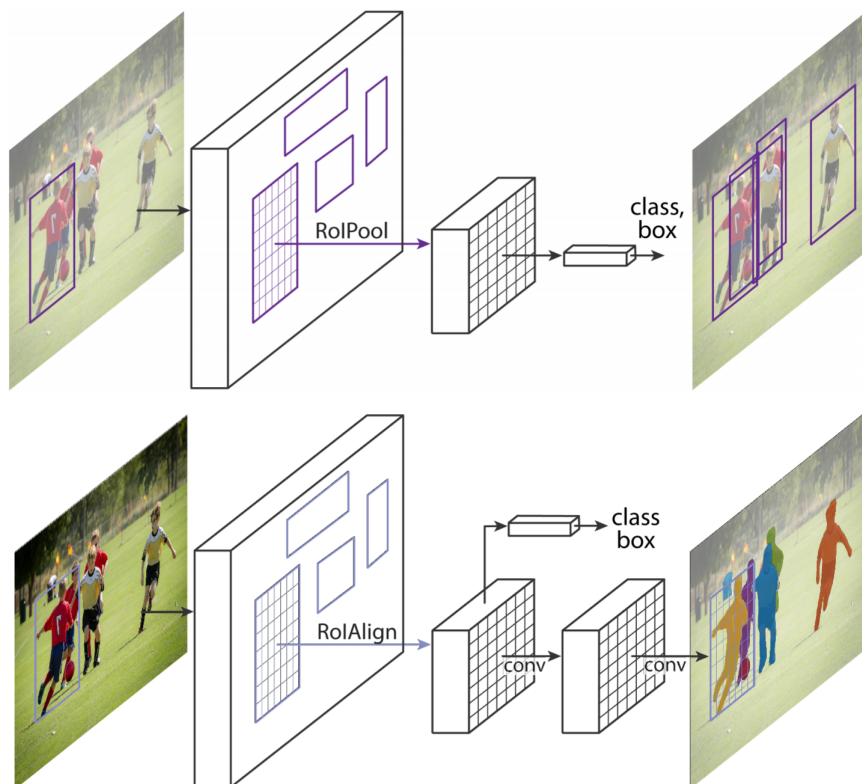 RoIPool
class,
box
RoIAlign
class
box
conv
conv